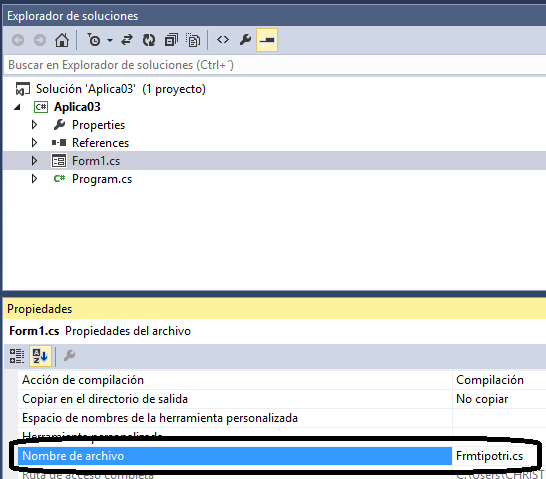 Explorador de soluciones
Buscar en Explorador de soluciones (Ctrl+´)
Solución 'Aplica03' (1 proyecto)
C# Aplica03
Properties
References
Form1.cs
C# Program.cs
Propiedades
Form1.cs Propiedades del archivo
Acción de compilación Compilación
Copiar en el directorio de salida No copiar
Espacio de nombres de la herramienta personalizada
Herramienta personalizada
Nombre de archivo Frmtipotri.cs
Ruta de acceso completa C:\Users\CHRIST